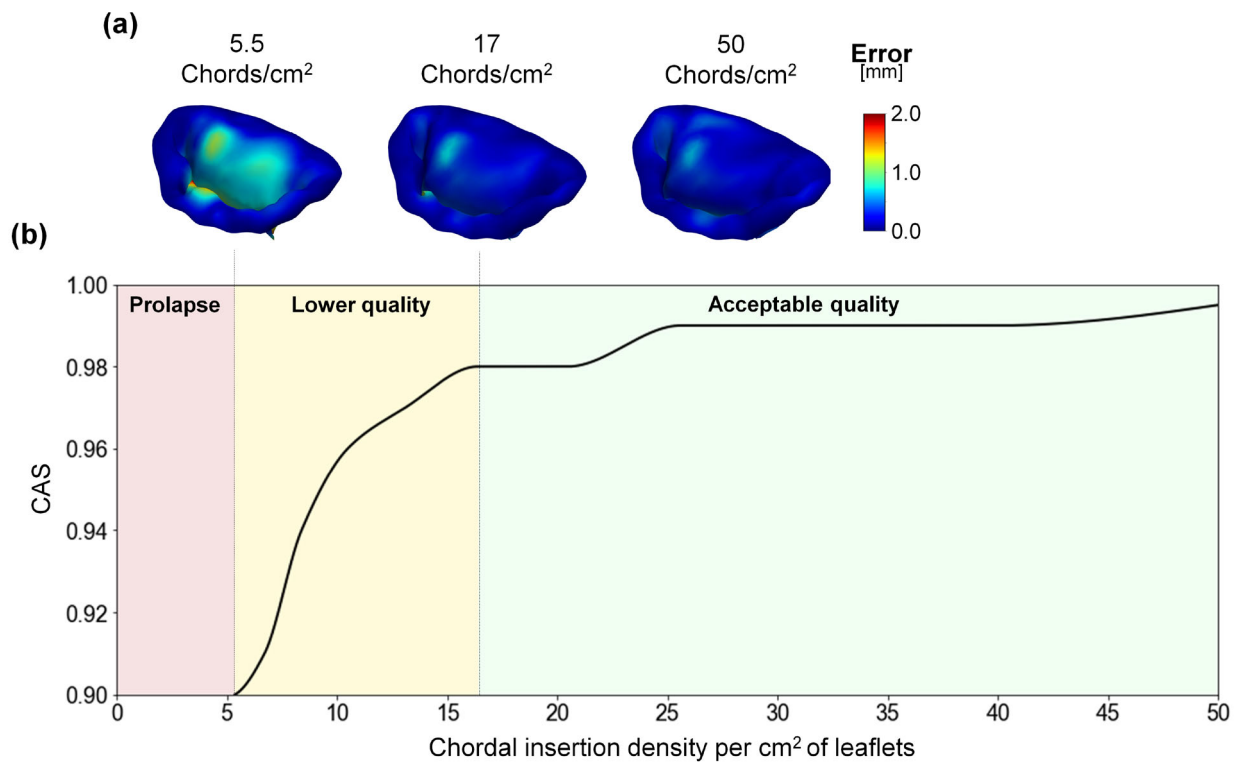 (a)
5.5
Chords/cm²
17
Chords/cm²
50
Chords/cm²
Error
[mm]
2.0
1.0
0.0
(b)
1.00
0.98
0.96
0.94
0.92
0.90
CAS
Prolapse
Lower quality
Acceptable quality
0 5 10 15 20 25 30 35 40 45 50
Chordal insertion density per cm² of leaflets